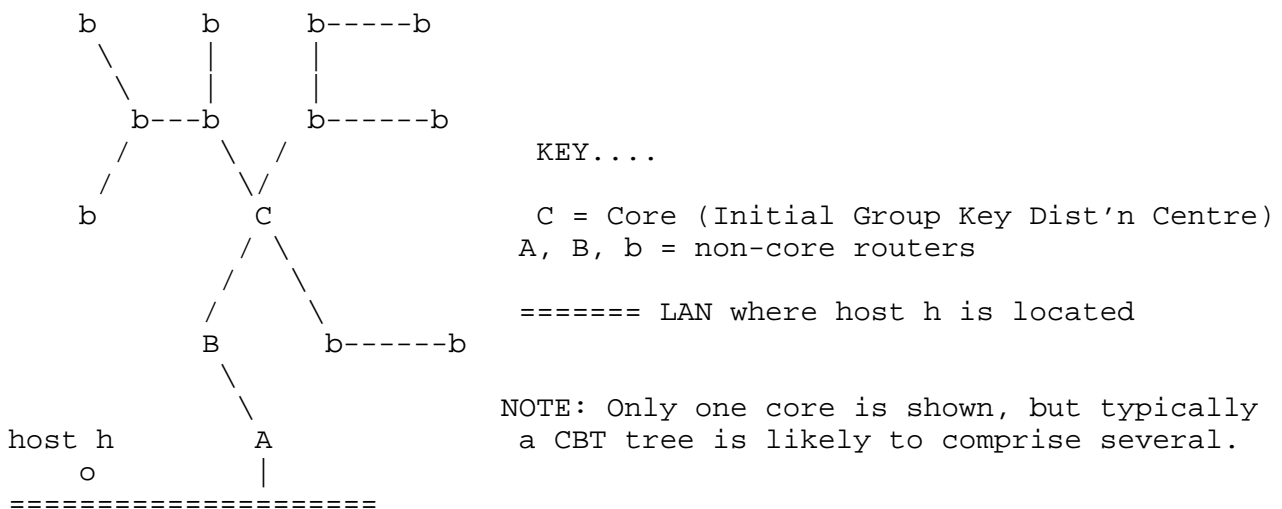 b b b-----b
b---b b------b
KEY....
b C C = Core (Initial Group Key Dist'n Centre)
A, B, b = non-core routers
======= LAN where host h is located
B b------b
NOTE: Only one core is shown, but typically
host h A a CBT tree is likely to comprise several.
o |
=====================